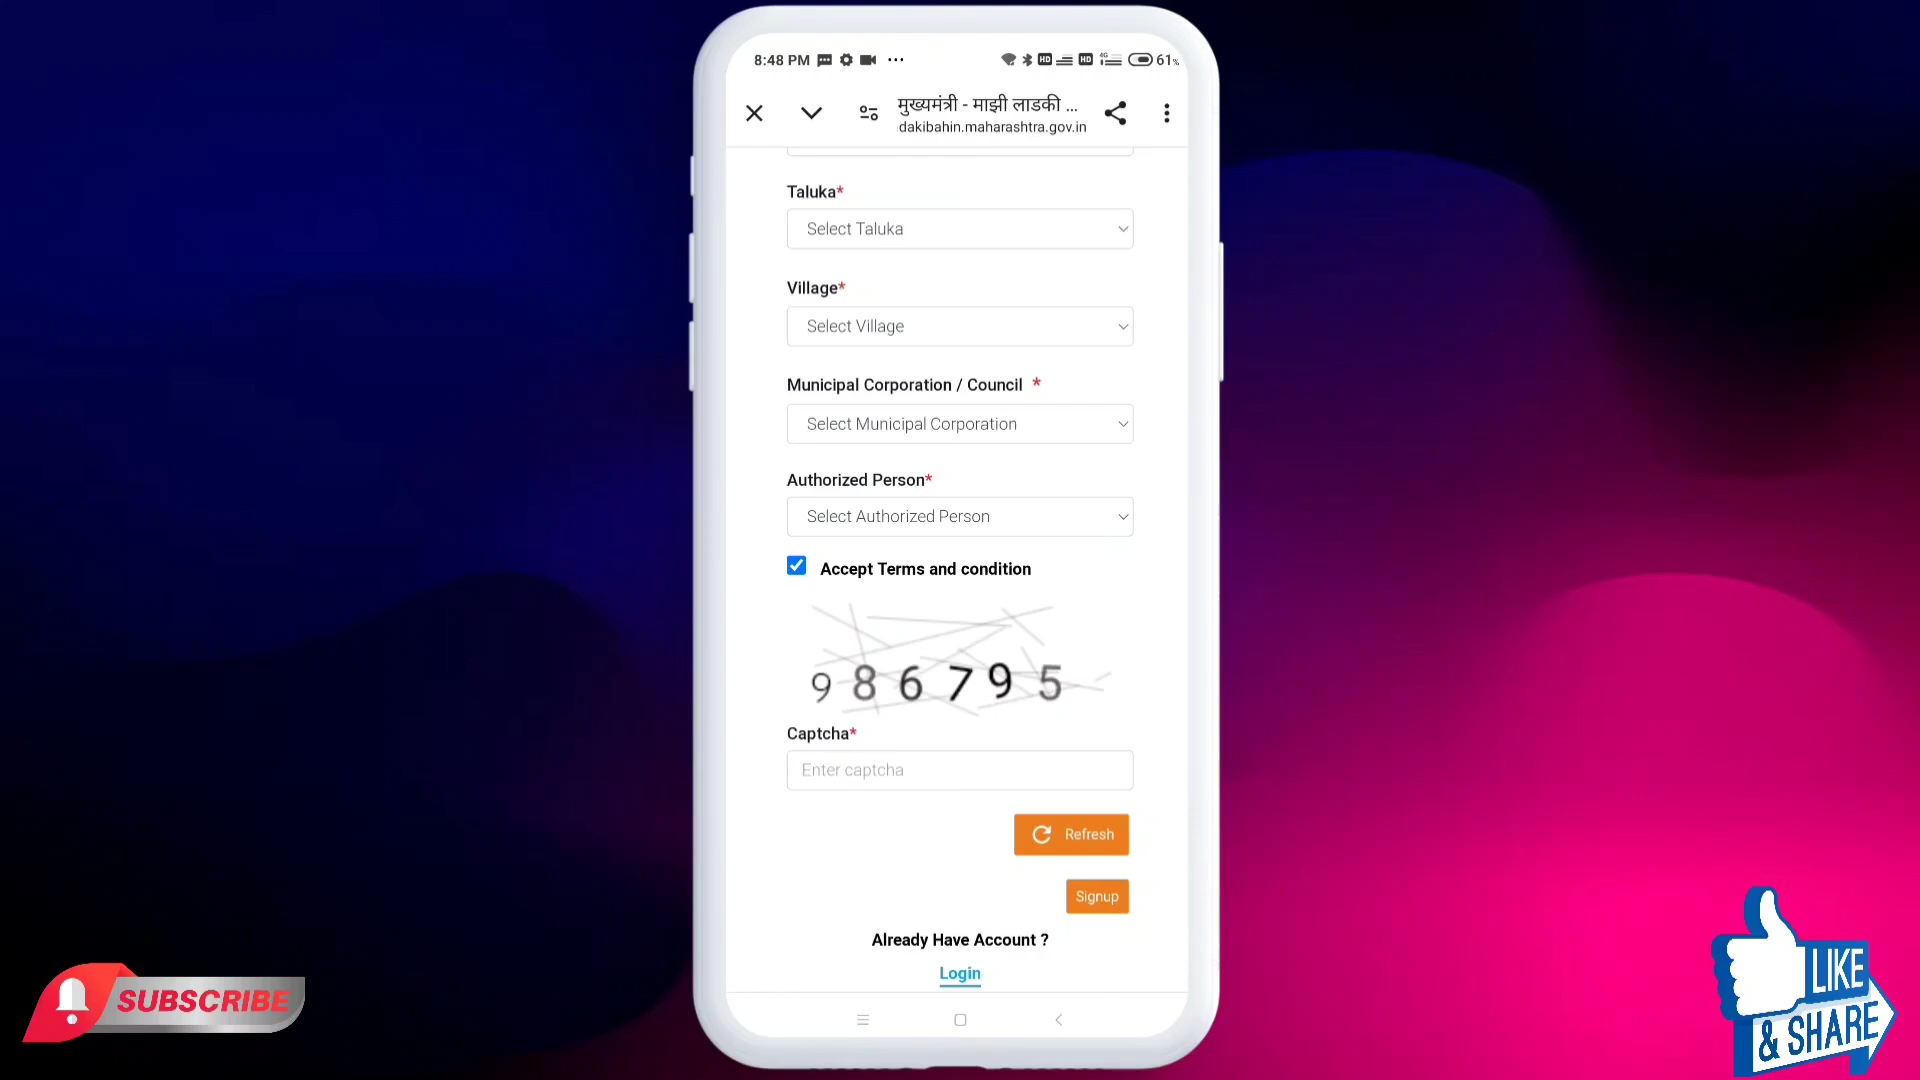 8:48 PM ... 61%
मुख्यमंत्री - माझी लाडकी ...
dakibahin.maharashtra.gov.in
Taluka*
Select Taluka
Village*
Select Village
Municipal Corporation / Council *
Select Municipal Corporation
Authorized Person*
Select Authorized Person
Accept Terms and condition
986795
Captcha*
Enter captcha
Refresh
Signup
Already Have Account ?
Login
SUBSCRIBE
LIKE
& SHARE